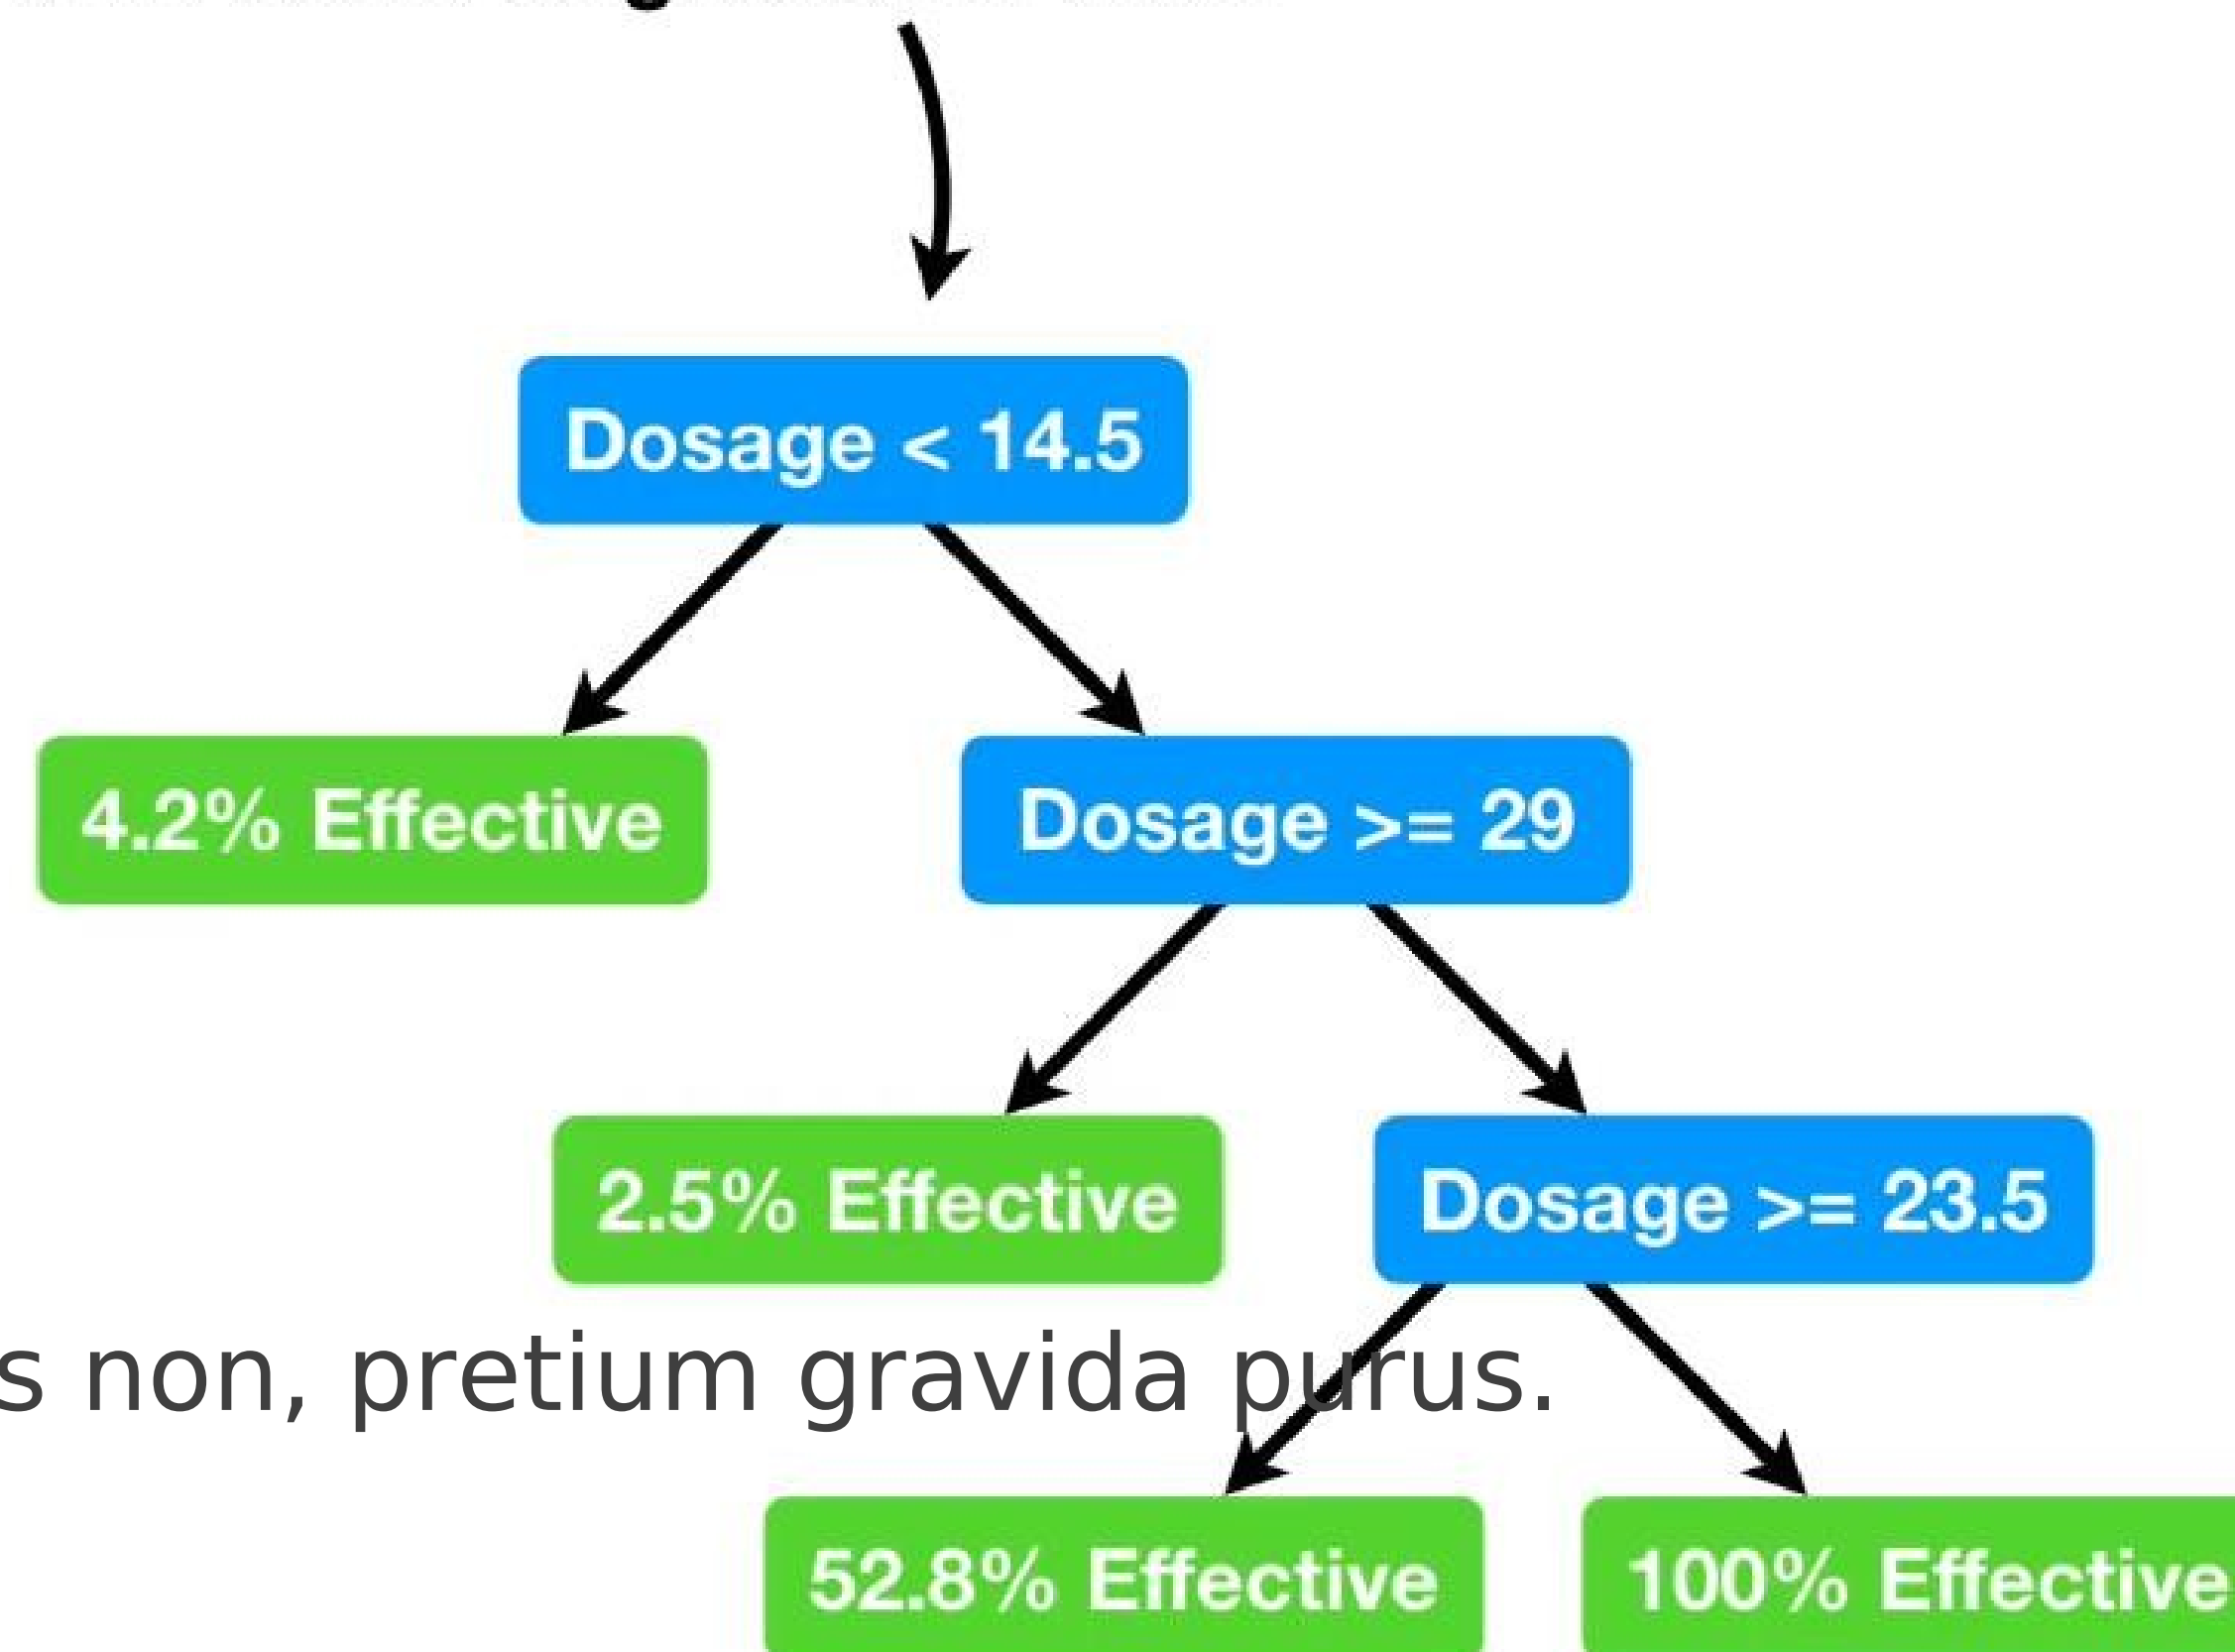 Dosage < 14.5
4.2% Effective
Dosage >= 29
2.5% Effective
Dosage >= 23.5
s non, pretium gravida purus.
52.8% Effective
100% Effective